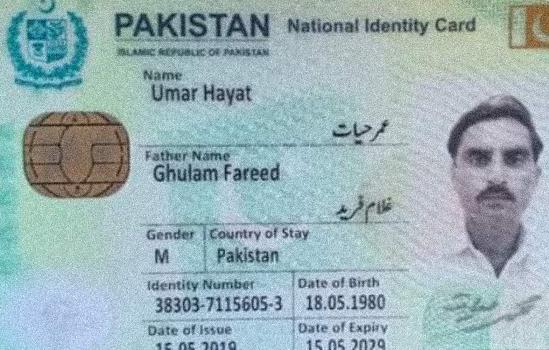 PAKISTAN National Identity Card
ISLAMIC REPUBLIC OF PAKISTAN
Name
Umar Hayat
عمر حیات
Father Name
Ghulam Fareed
غلام فرید
Gender Country of Stay
M Pakistan
Identity Number Date of Birth
38303-7115605-3 18.05.1980
Date of Issue Date of Expiry
15.05.2019 15.05.2029